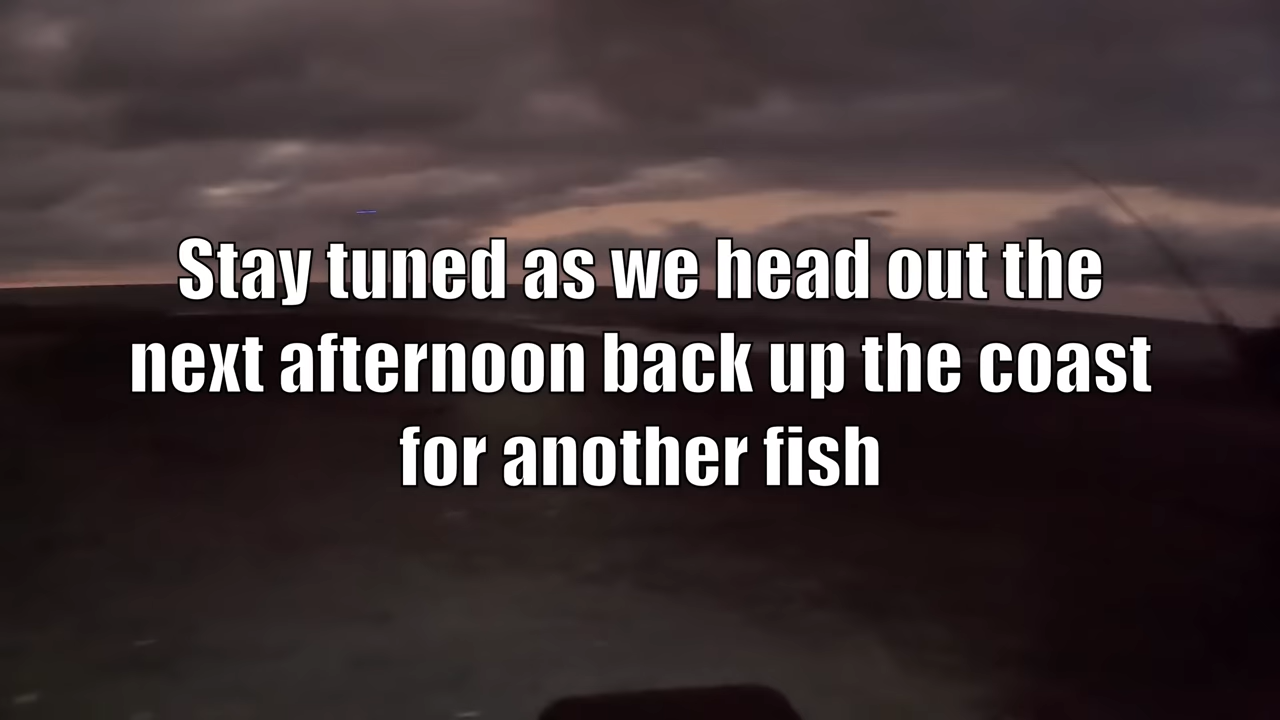 Stay tuned as we head out the
next afternoon back up the coast
for another fish